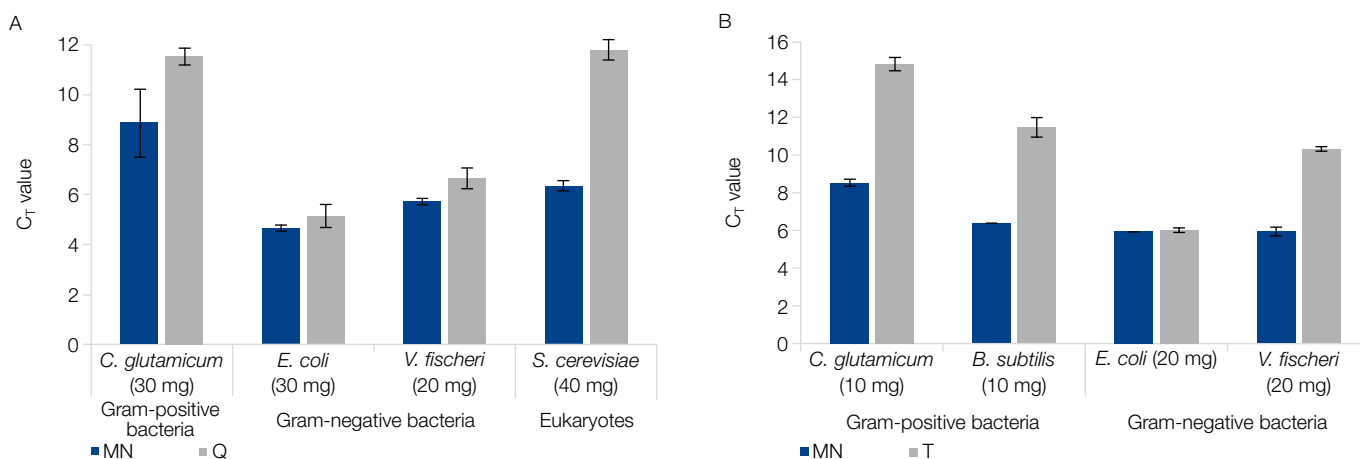 A
12
10
8
6
4
2
0
C_T value
C. glutamicum
(30 mg)
E. coli
(30 mg)
V. fischeri
(20 mg)
S. cerevisiae
(40 mg)
Gram-positive
bacteria
Gram-negative bacteria
Eukaryotes
MN
Q
B
16
14
12
10
8
6
4
2
0
C_T value
C. glutamicum
(10 mg)
B. subtilis
(10 mg)
E. coli (20 mg)
V. fischeri
(20 mg)
Gram-positive bacteria
Gram-negative bacteria
MN
T